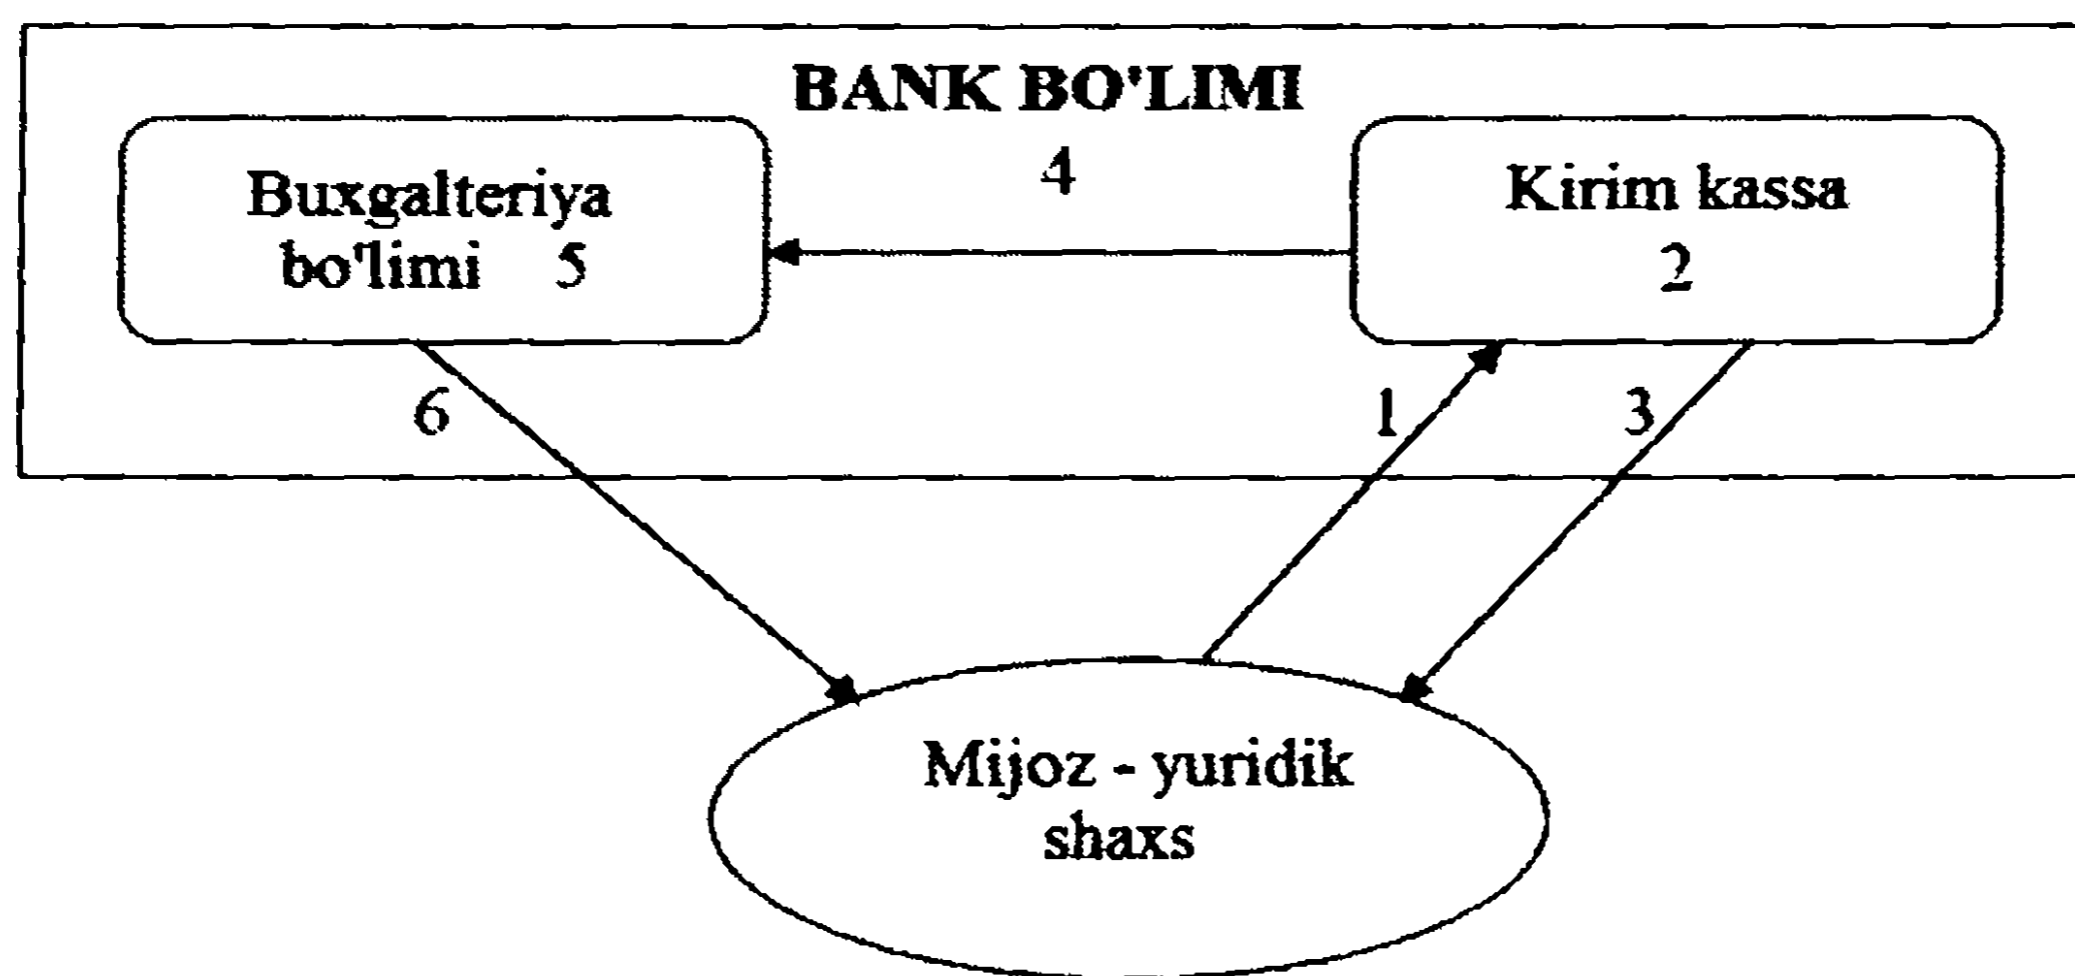 BANK BO'LIMI
4
Buxgalteriya
bo'limi 5
Kirim kassa
2
6
1
3
Mijoz - yuridik
shaxs